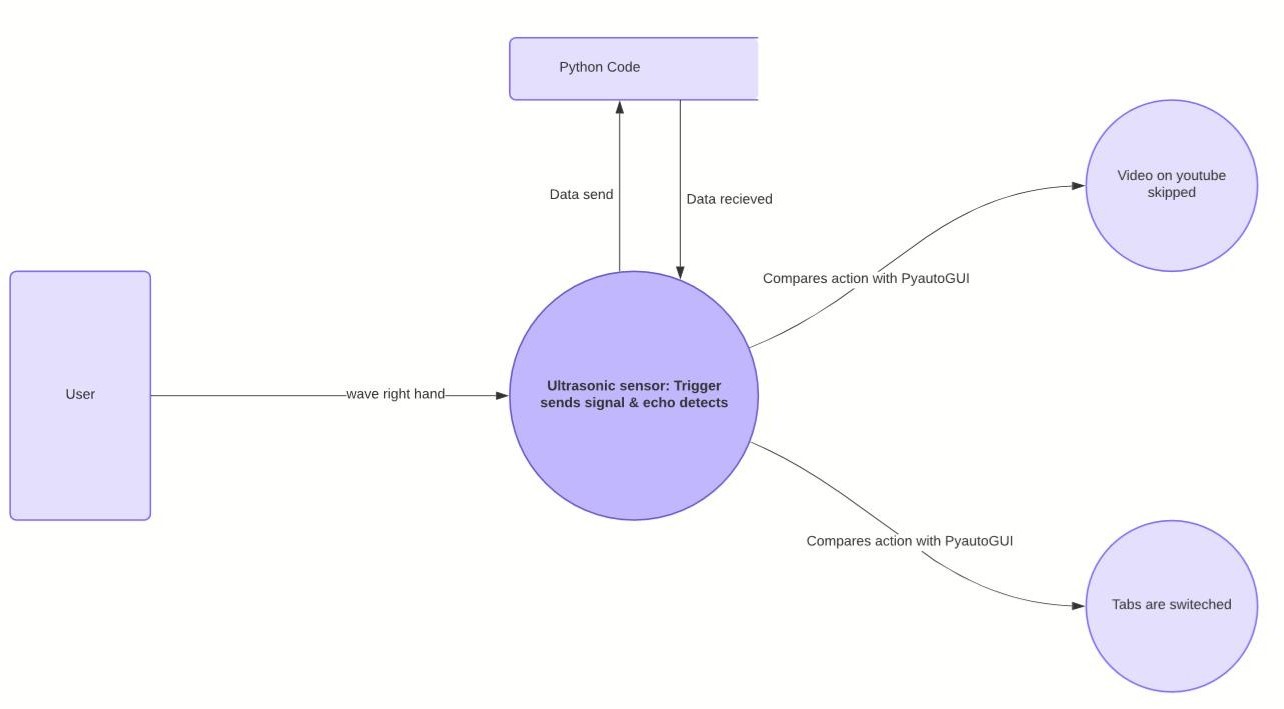 Python Code
Data send
Data recieved
Video on youtube
skipped
Compares action with PyautoGUI
User
wave right hand
Ultrasonic sensor: Trigger
sends signal & echo detects
Compares action with PyautoGUI
Tabs are switeched